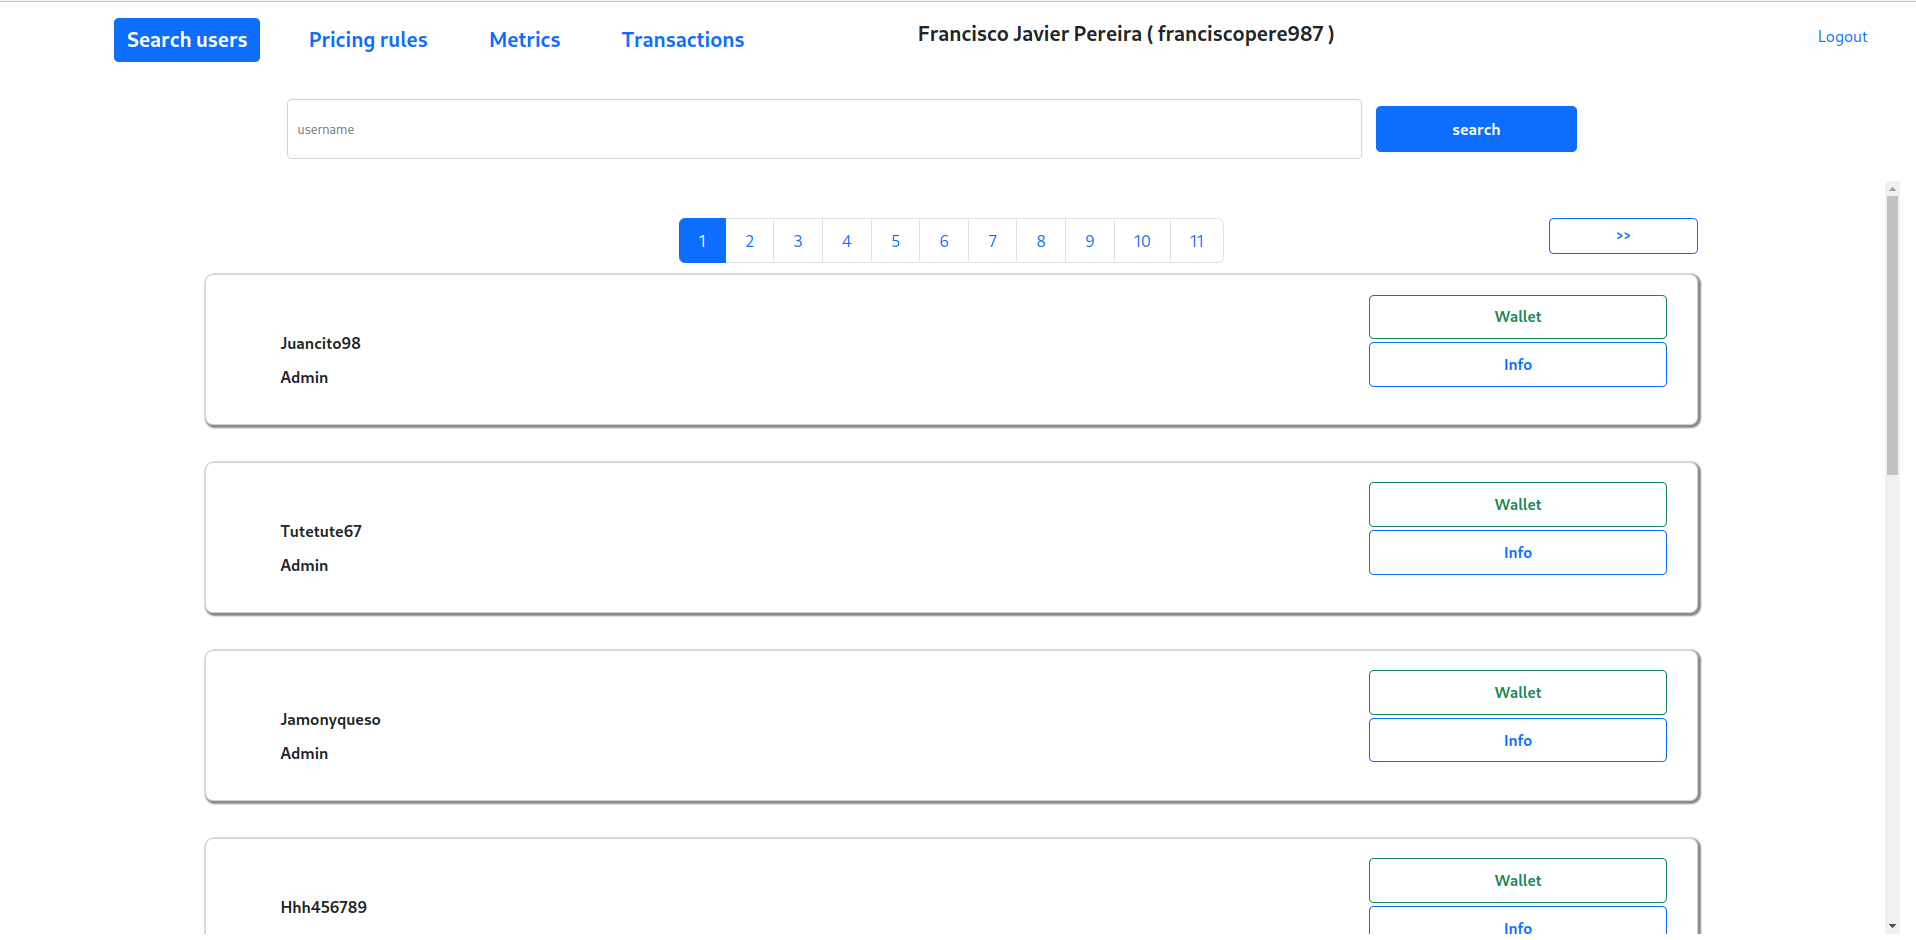 Search users Pricing rules Metrics Transactions Francisco Javier Pereira ( franciscopere987 ) Logout
username search
1 2 3 4 5 6 7 8 9 10 11 >>
Wallet
Juancito98
Info
Admin
Wallet
Tutetute67
Info
Admin
Wallet
Jamonyqueso
Info
Admin
Wallet
Hhh456789
Info